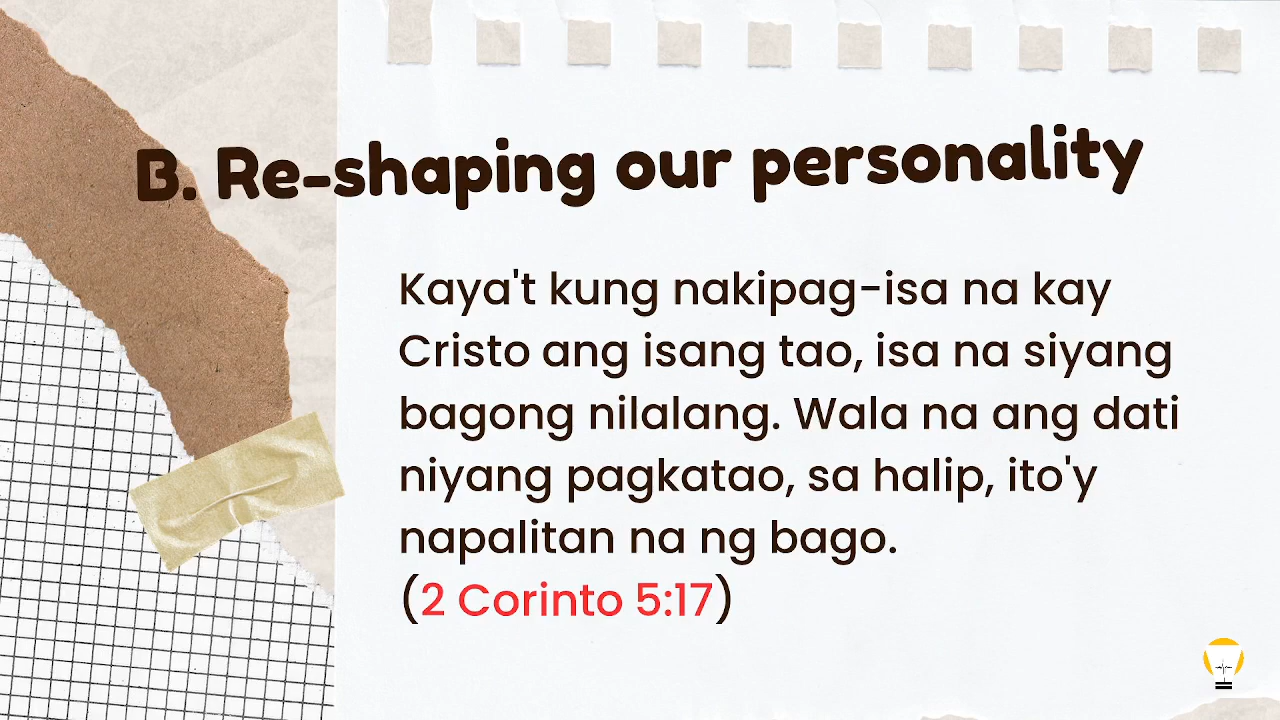 B. Re-shaping our personality
Kaya't kung nakipag-isa na kay
Cristo ang isang tao, isa na siyang
bagong nilalang. Wala na ang dati
niyang pagkatao, sa halip, ito'y
napalitan na ng bago.
(2 Corinto 5:17)